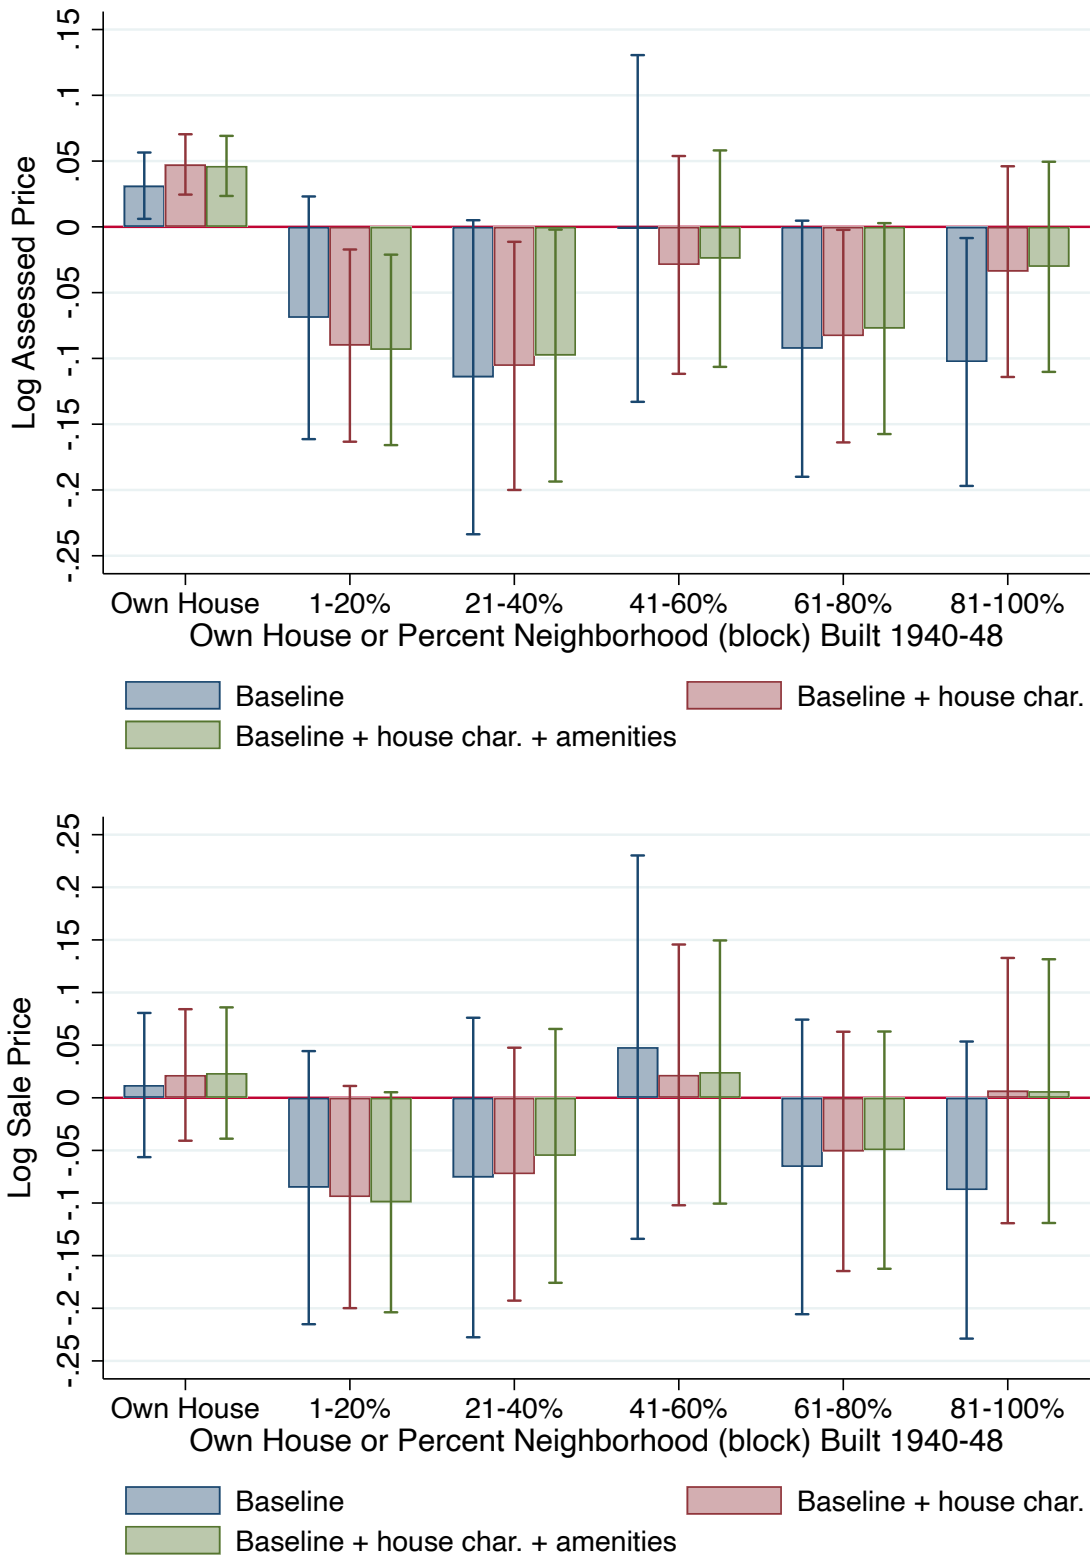 .15
.1
.05
0
-.05
-.1
-.15
-.2
-.25
Log Assessed Price
Own House 1-20% 21-40% 41-60% 61-80% 81-100%
Own House or Percent Neighborhood (block) Built 1940-48
Baseline Baseline + house char.
Baseline + house char. + amenities
.25
.2
.15
.1
.05
0
-.05
-.1
-.15
-.2
-.25
Log Sale Price
Own House 1-20% 21-40% 41-60% 61-80% 81-100%
Own House or Percent Neighborhood (block) Built 1940-48
Baseline Baseline + house char.
Baseline + house char. + amenities